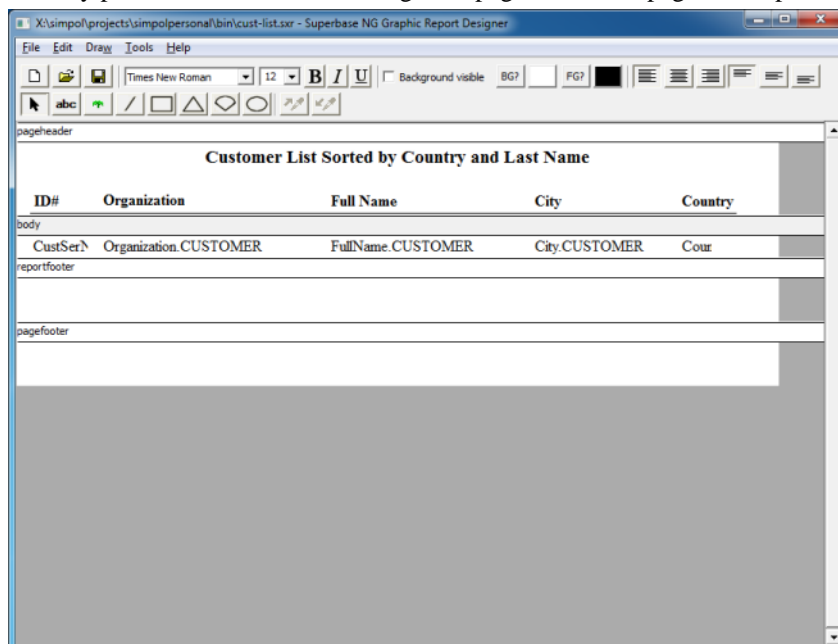 X:\simpol\projects\simpolpersonal\bin\cust-list.sxr - Superbase NG Graphic Report Designer
File Edit Draw Tools Help
Times New Roman 12 B I U Background visible BG? FG?
abc
pageheader
Customer List Sorted by Country and Last Name
ID# Organization Full Name City Country
body
CustSerN Organization.CUSTOMER FullName.CUSTOMER City.CUSTOMER Cour
reportfooter
pagefooter